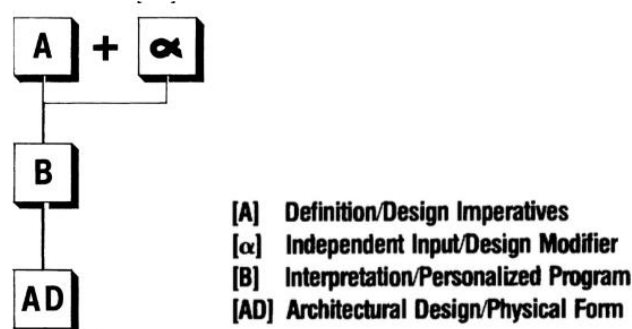 A + α
B
AD
[A] Definition/Design Imperatives
[α] Independent Input/Design Modifier
[B] Interpretation/Personalized Program
[AD] Architectural Design/Physical Form